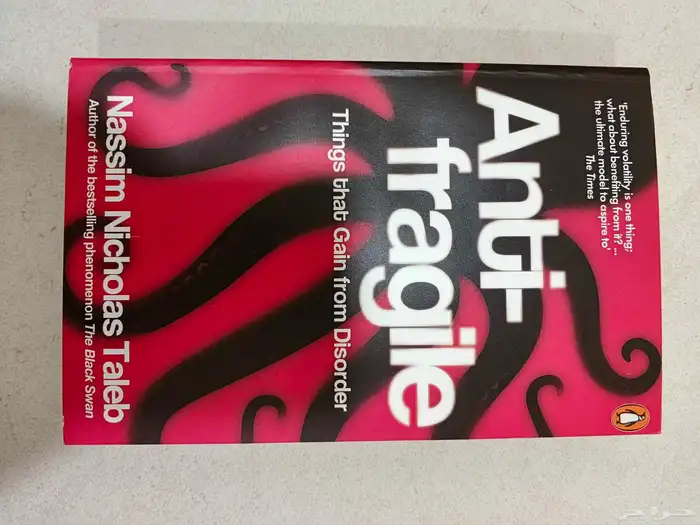 'Enduring volatility is one thing;
what about benefiting from it? ...
the ultimate model to aspire to'
The Times
Anti-
fragile
Things that Gain from Disorder
Nassim Nicholas Taleb
Author of the bestselling phenomenon The Black Swan
حراج